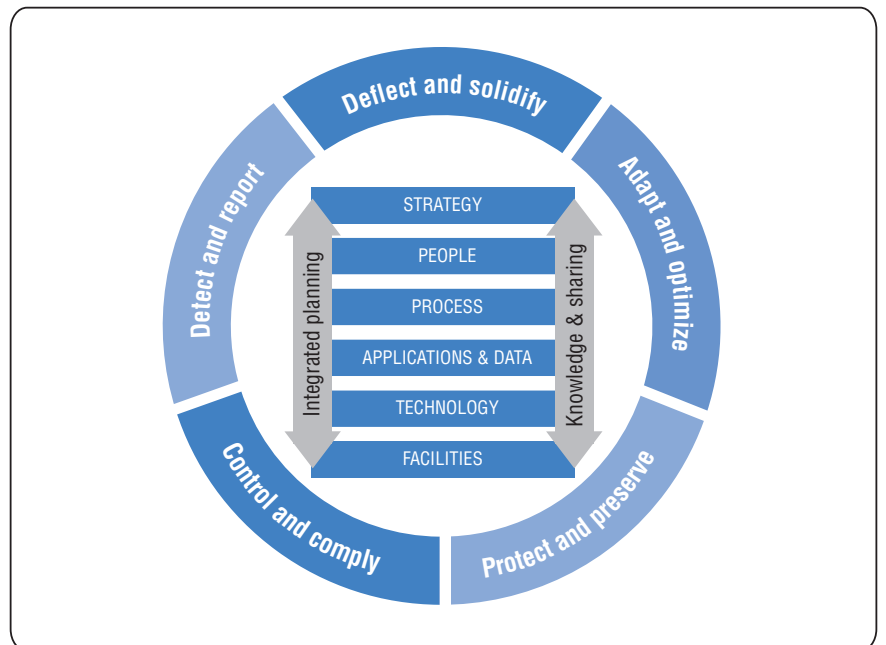 Deflect and solidify
Adapt and optimize
Protect and preserve
Control and comply
Detect and report
Integrated planning
STRATEGY
PEOPLE
PROCESS
APPLICATIONS & DATA
TECHNOLOGY
FACILITIES
Knowledge & sharing